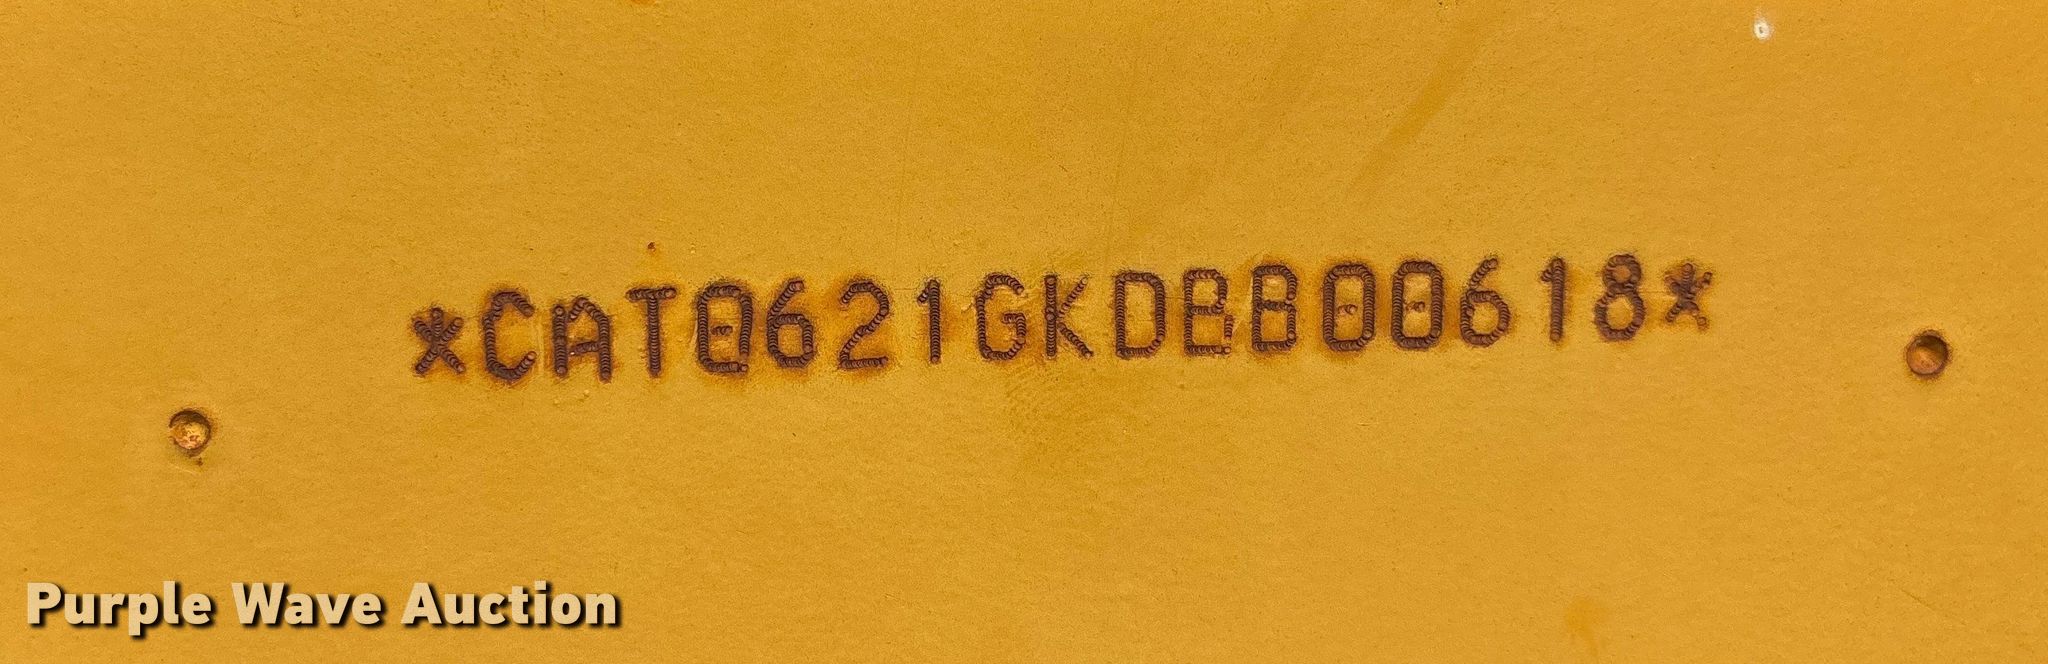 *CAT0621GKDBB00618*
Purple Wave Auction